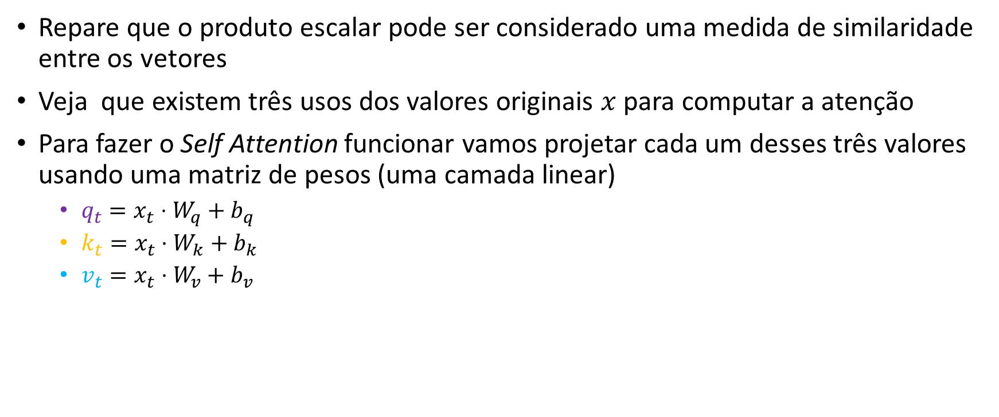 • Repare que o produto escalar pode ser considerado uma medida de similaridade
entre os vetores
• Veja  que existem três usos dos valores originais 𝑥 para computar a atenção
• Para fazer o Self Attention funcionar vamos projetar cada um desses três valores
usando uma matriz de pesos (uma camada linear)
• q_t = x_t · W_q + b_q
• k_t = x_t · W_k + b_k
• v_t = x_t · W_v + b_v